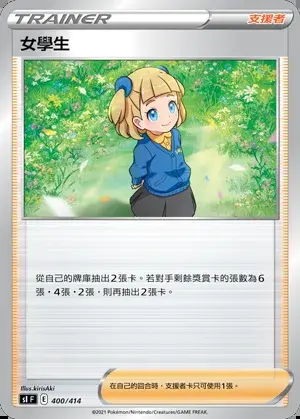 TRAINER 支援者
女學生
從自己的牌庫抽出2張卡。若對手剩餘獎賞卡的張數為6
張、4張、2張,則再抽出2張卡。
Illus.kirisAki
sI F E 400/414
在自己的回合時,支援者卡只可使用1張。
©2021 Pokémon/Nintendo/Creatures/GAME FREAK.